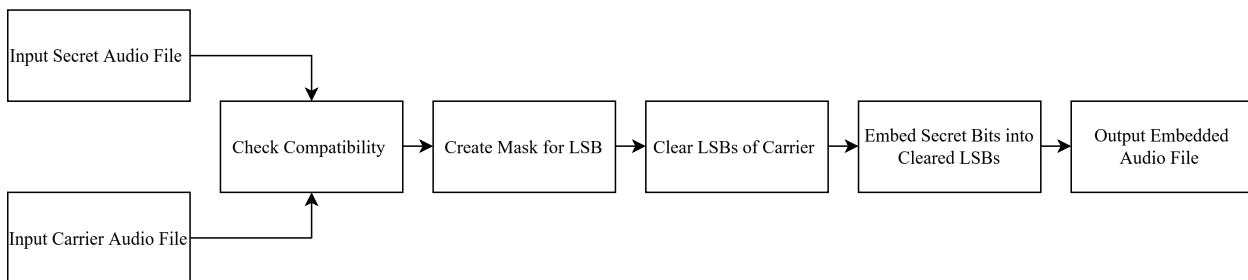 Input Secret Audio File
Check Compatibility
Create Mask for LSB
Clear LSBs of Carrier
Embed Secret Bits into
Cleared LSBs
Output Embedded
Audio File
Input Carrier Audio File